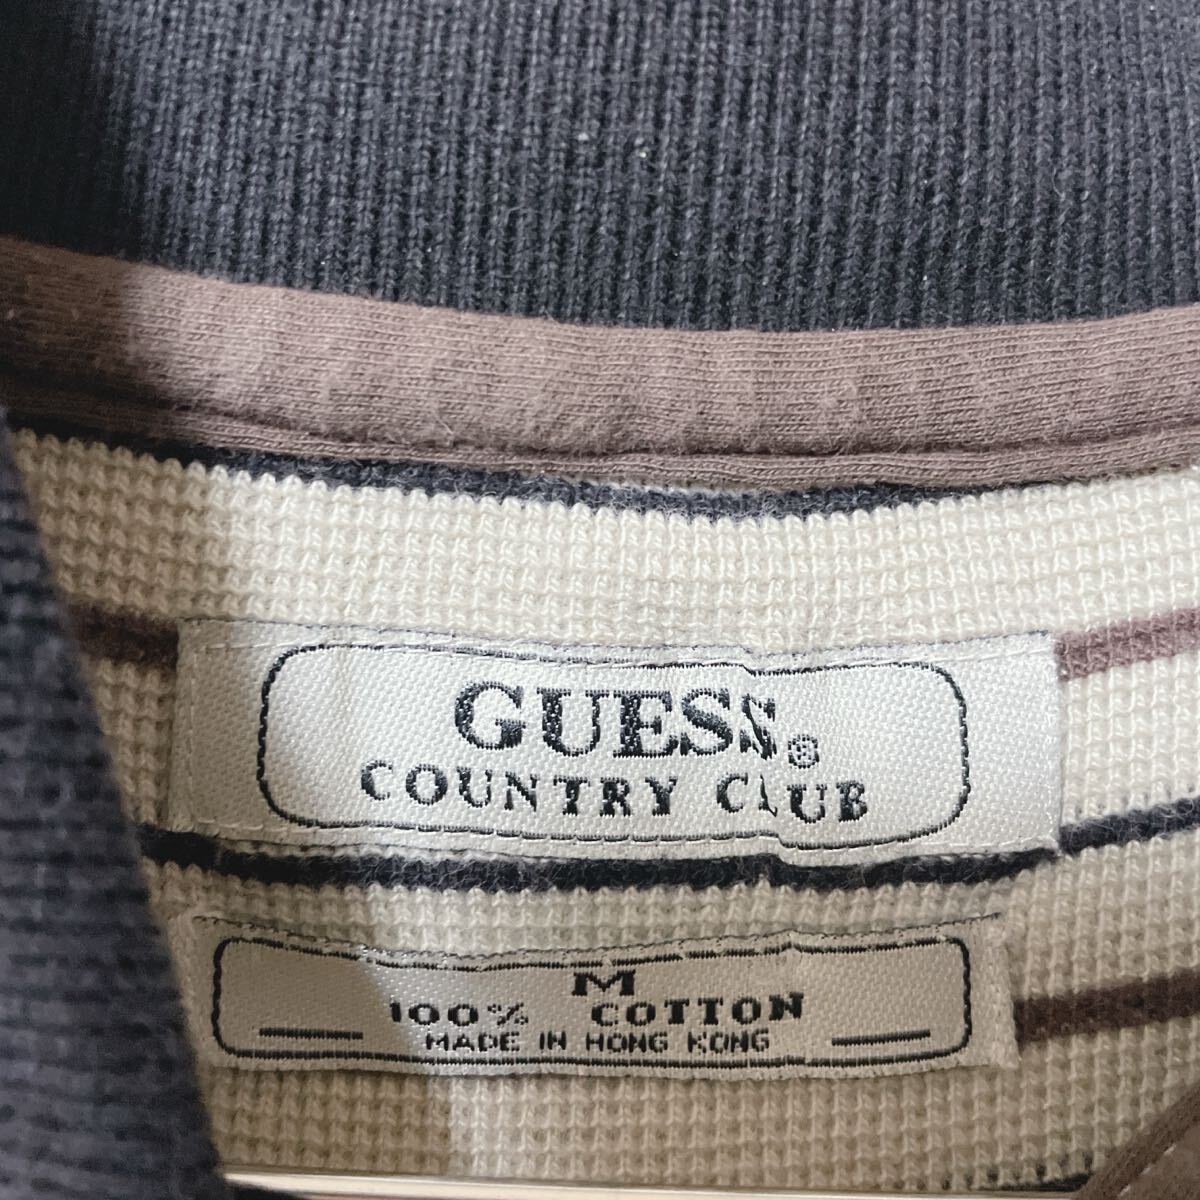 GUESS®
COUNTRY CLUB
M
100% COTTON
MADE IN HONG KONG